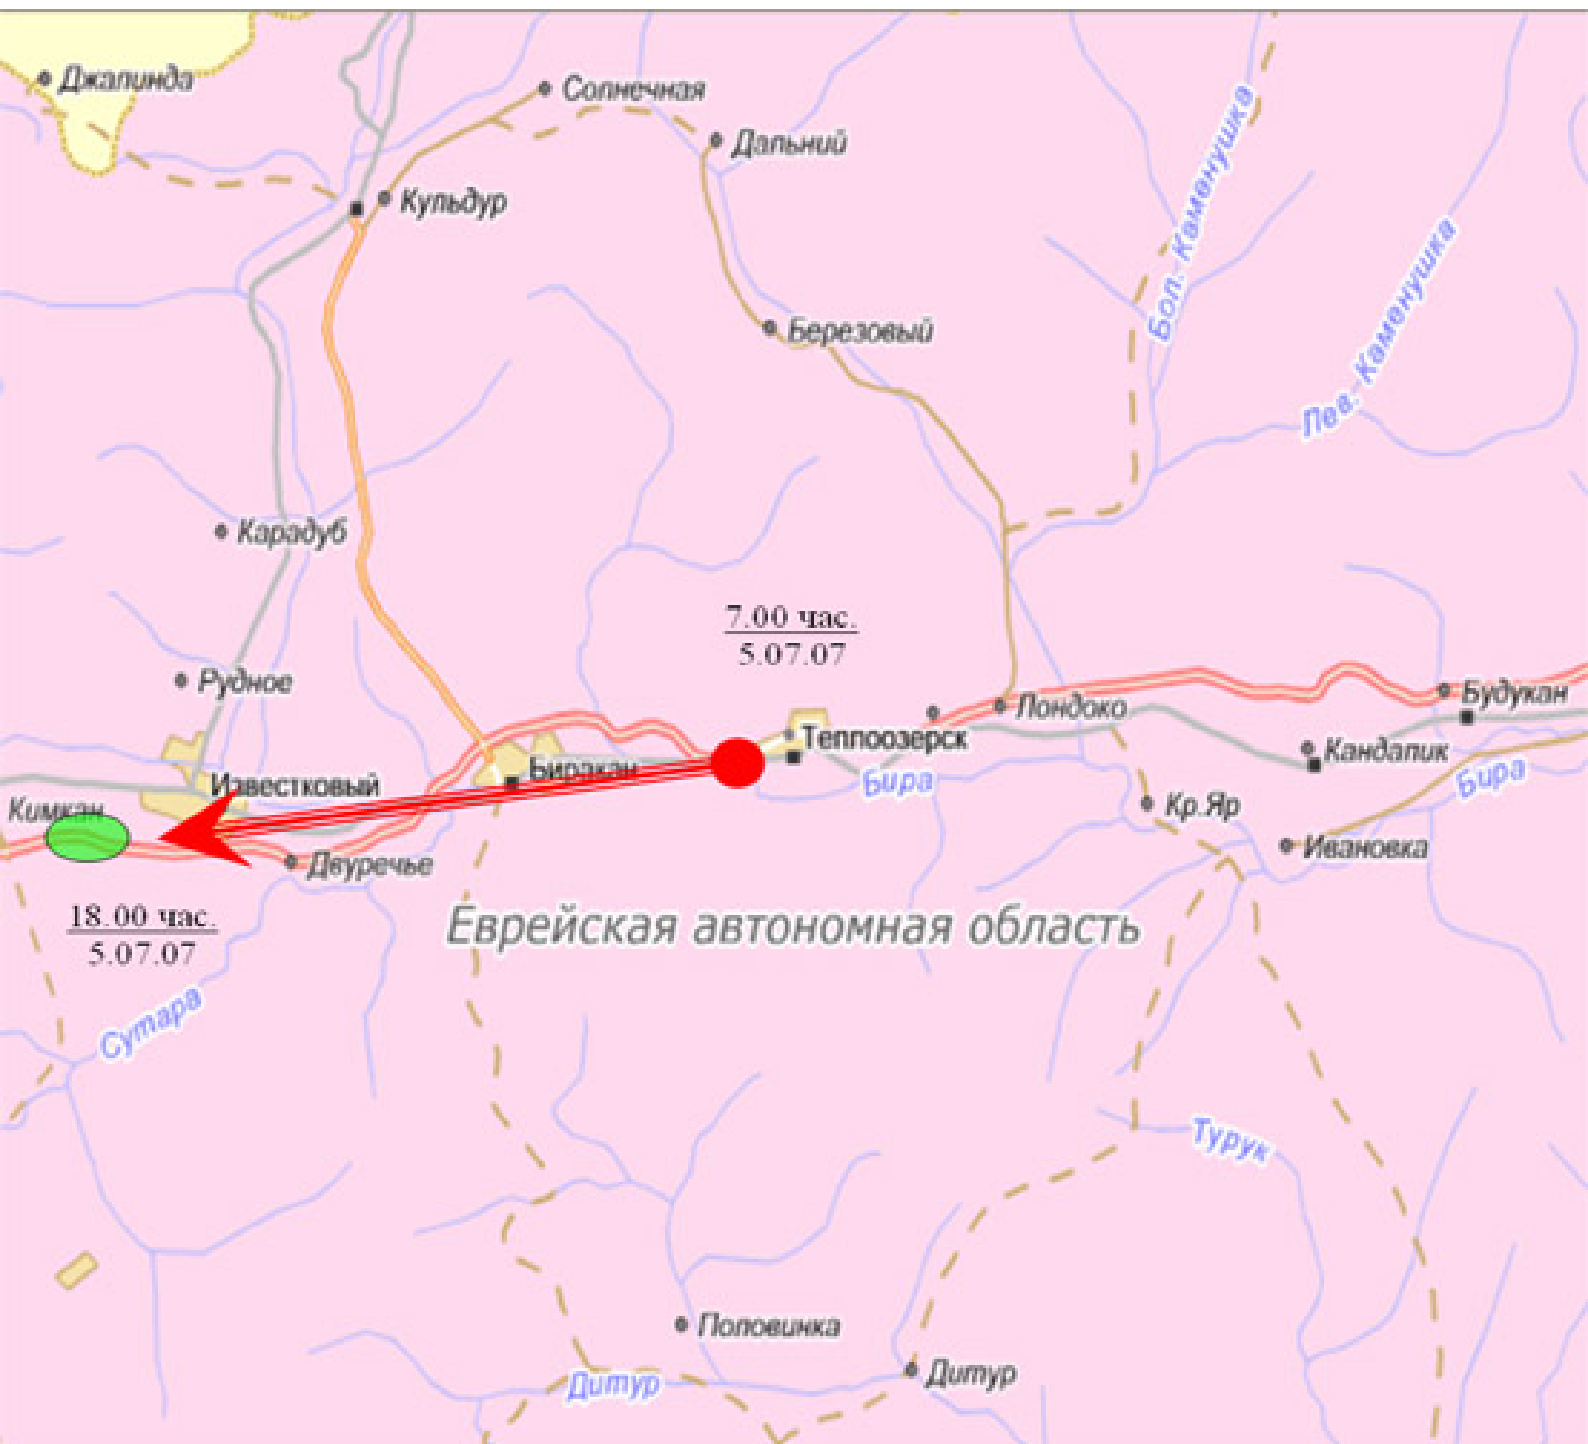 Джалинда
Солнечная
Дальний
Кульдур
Бол. Каменушка
Лев. Каменушка
Березовый
Карадуб
7.00 час.
5.07.07
Рудное
Лондоко
Будукан
Теплоозерск
Кандалик
Биракан
Известковый
Бира
Бира
Кимкан
Кр.Яр
Ивановка
Двуречье
18.00 час.
5.07.07
Еврейская автономная область
Сутара
Турук
Половинка
Дитур
Дитур